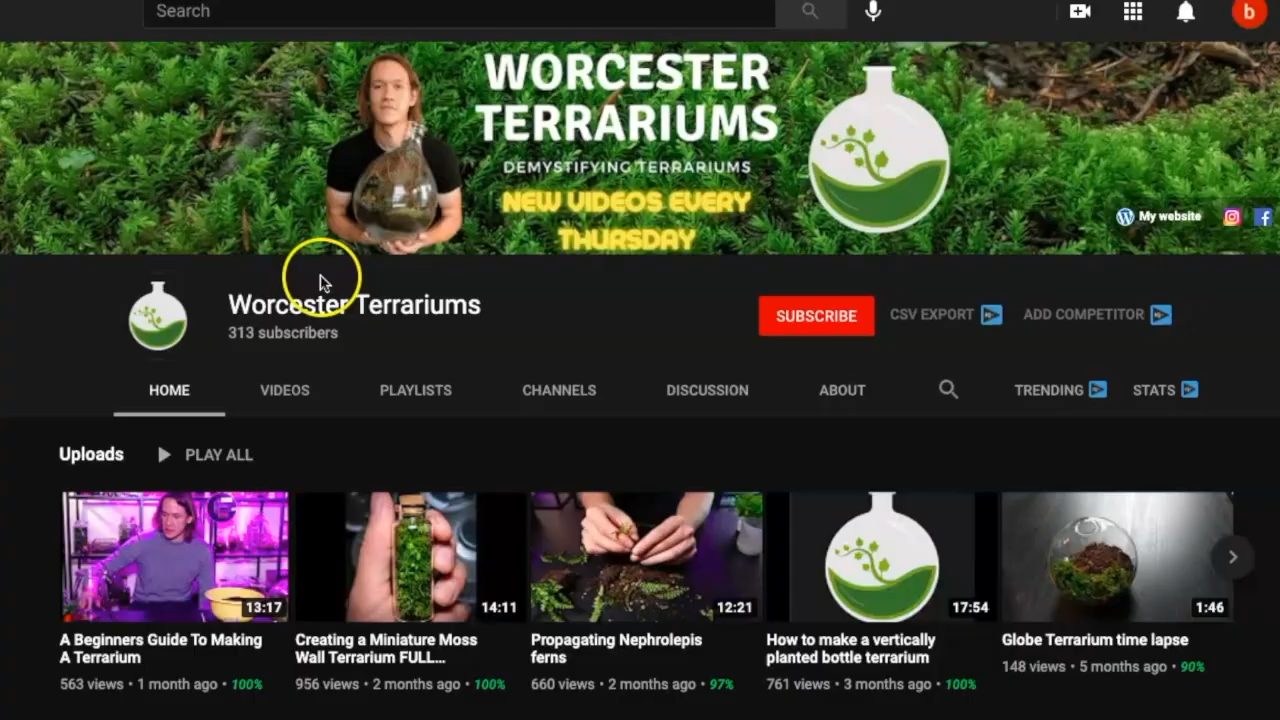 Search
b
WORCESTER
TERRARIUMS
DEMYSTIFYING TERRARIUMS
NEW VIDEOS EVERY
THURSDAY
My website
Worcester Terrariums
313 subscribers
SUBSCRIBE
CSV EXPORT
ADD COMPETITOR
HOME
VIDEOS
PLAYLISTS
CHANNELS
DISCUSSION
ABOUT
TRENDING
STATS
Uploads
PLAY ALL
13:17
14:11
12:21
17:54
1:46
A Beginners Guide To Making
A Terrarium
563 views • 1 month ago • 100%
Creating a Miniature Moss
Wall Terrarium FULL...
956 views • 2 months ago • 100%
Propagating Nephrolepis
ferns
660 views • 2 months ago • 97%
How to make a vertically
planted bottle terrarium
761 views • 3 months ago • 100%
Globe Terrarium time lapse
148 views • 5 months ago • 90%